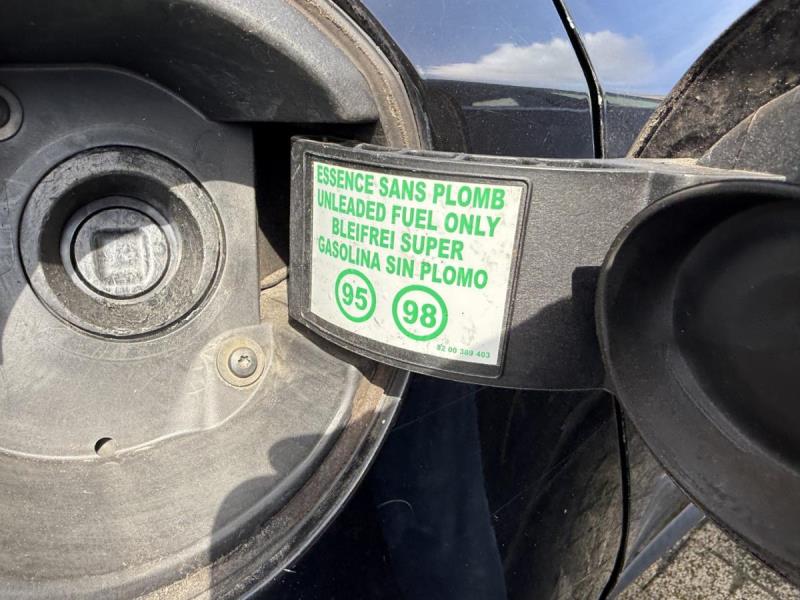 ESSENCE SANS PLOMB
UNLEADED FUEL ONLY
BLEIFREI SUPER
GASOLINA SIN PLOMO
95 98
82 00 389 403